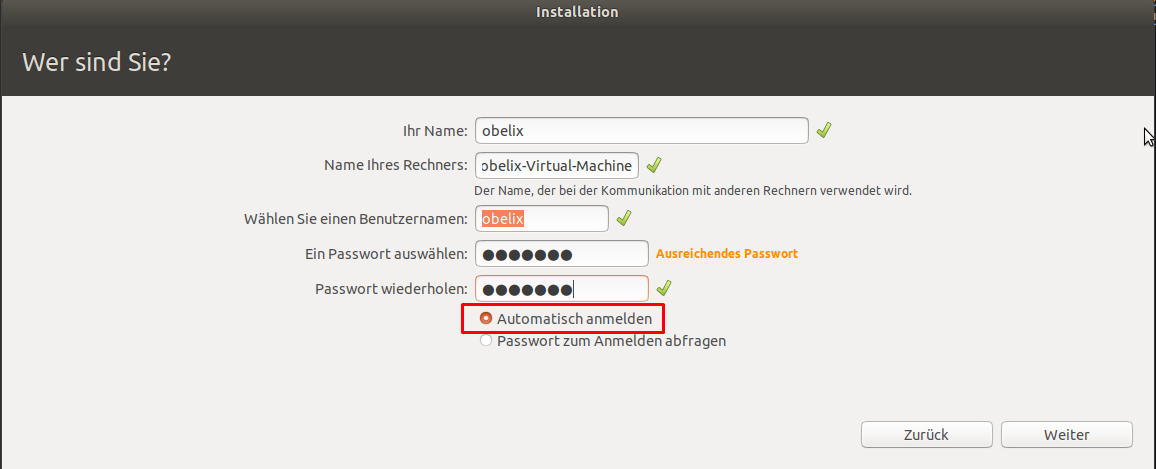 Installation
Wer sind Sie?
Ihr Name: obelix
Name Ihres Rechners: obelix-Virtual-Machine
Der Name, der bei der Kommunikation mit anderen Rechnern verwendet wird.
Wählen Sie einen Benutzernamen: obelix
Ein Passwort auswählen: ●●●●●●● Ausreichendes Passwort
Passwort wiederholen: ●●●●●●●
Automatisch anmelden
Passwort zum Anmelden abfragen
Zurück Weiter